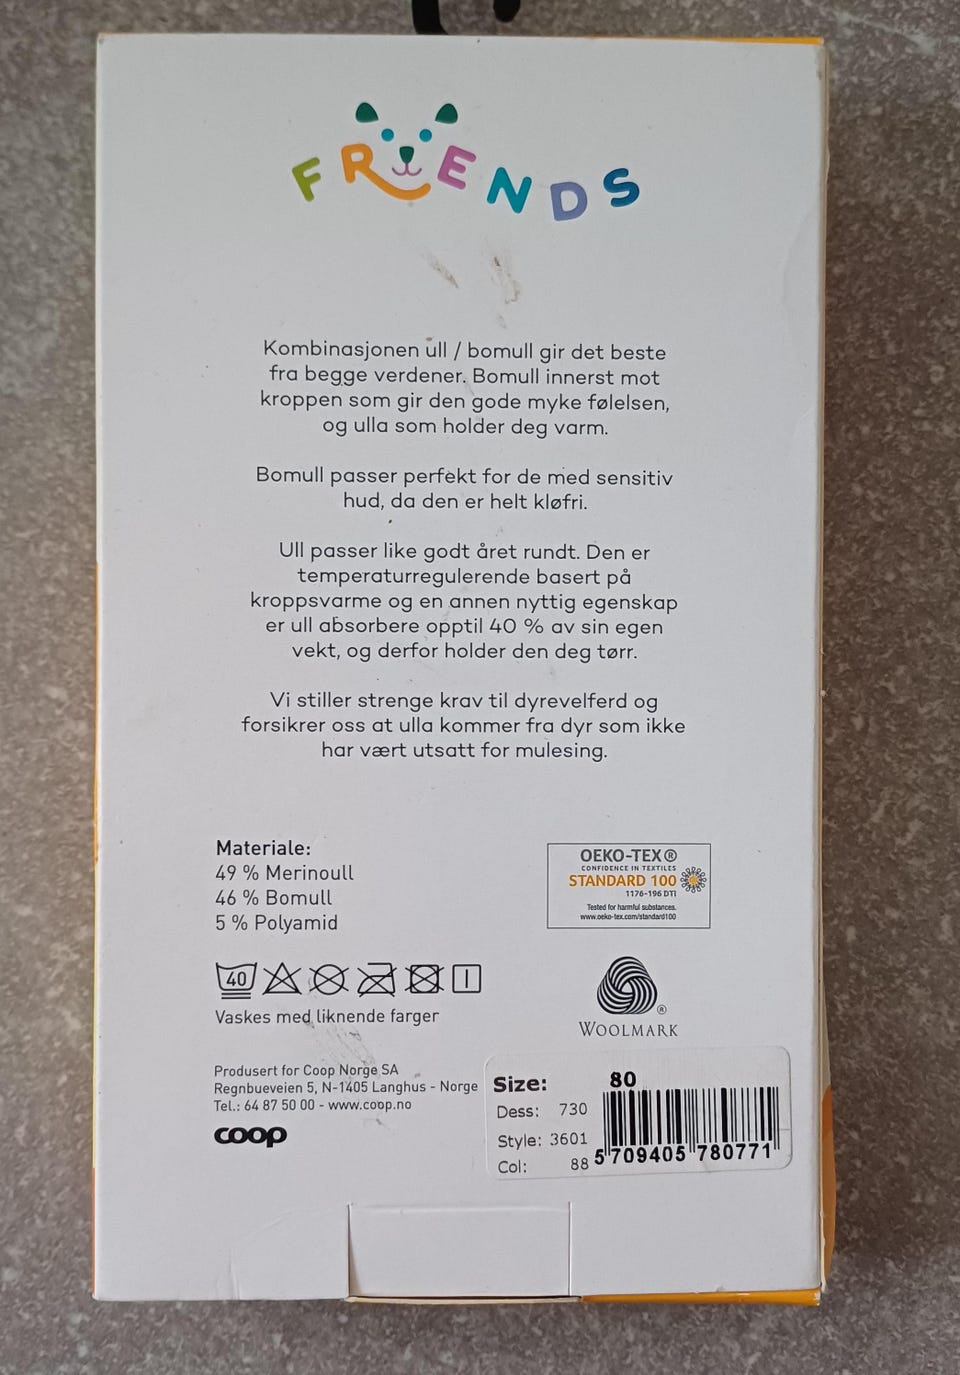 FRIENDS
Kombinasjonen ull / bomull gir det beste
fra begge verdener. Bomull innerst mot
kroppen som gir den gode myke følelsen,
og ulla som holder deg varm.
Bomull passer perfekt for de med sensitiv
hud, da den er helt kløfri.
Ull passer like godt året rundt. Den er
temperaturregulerende basert på
kroppsvarme og en annen nyttig egenskap
er ull absorbere opptil 40 % av sin egen
vekt, og derfor holder den deg tørr.
Vi stiller strenge krav til dyrevelferd og
forsikrer oss at ulla kommer fra dyr som ikke
har vært utsatt for mulesing.
Materiale:
49 % Merinoull
46 % Bomull
5 % Polyamid
40
Vaskes med liknende farger
OEKO-TEX®
CONFIDENCE IN TEXTILES
STANDARD 100
1176-196 DTI
Tested for harmful substances.
www.oeko-tex.com/standard100
®
WOOLMARK
Produsert for Coop Norge SA
Regnbueveien 5, N-1405 Langhus - Norge
Tel.: 64 87 50 00 - www.coop.no
coop
Size: 80
Dess: 730
Style: 3601
Col: 88
5 709405 780771